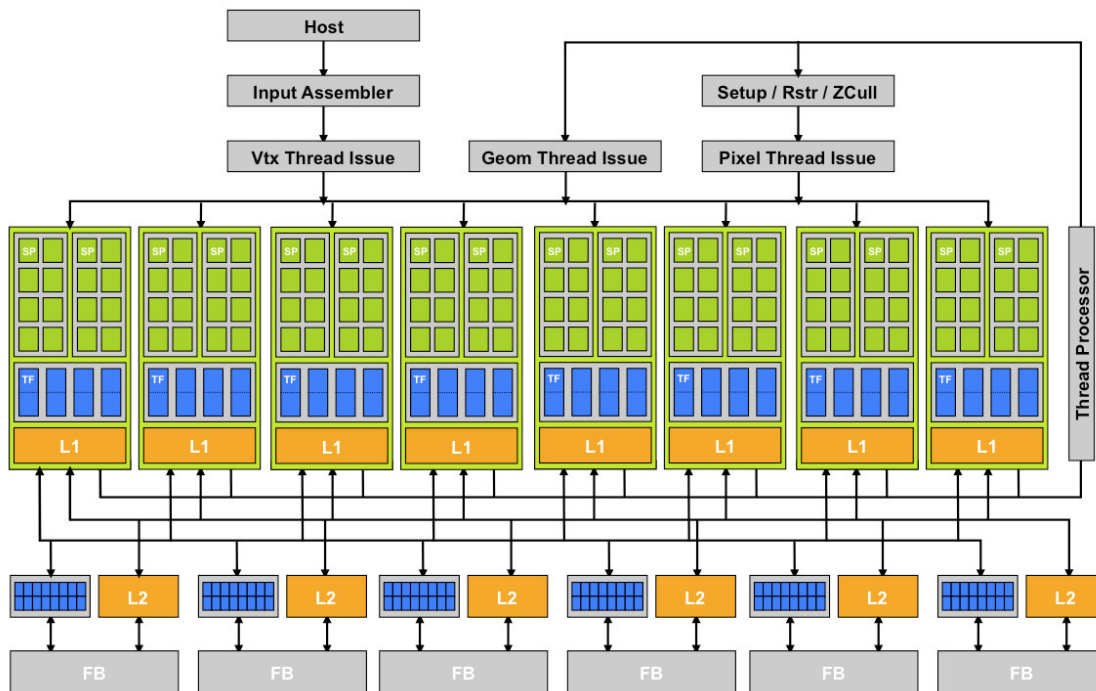 Host
Input Assembler
Setup / Rstr / ZCull
Vtx Thread Issue
Geom Thread Issue
Pixel Thread Issue
SP SP SP SP SP SP SP SP SP SP SP SP SP SP SP SP
Thread Processor
TF TF TF TF TF TF TF TF
L1 L1 L1 L1 L1 L1 L1 L1
L2 L2 L2 L2 L2 L2
FB FB FB FB FB FB